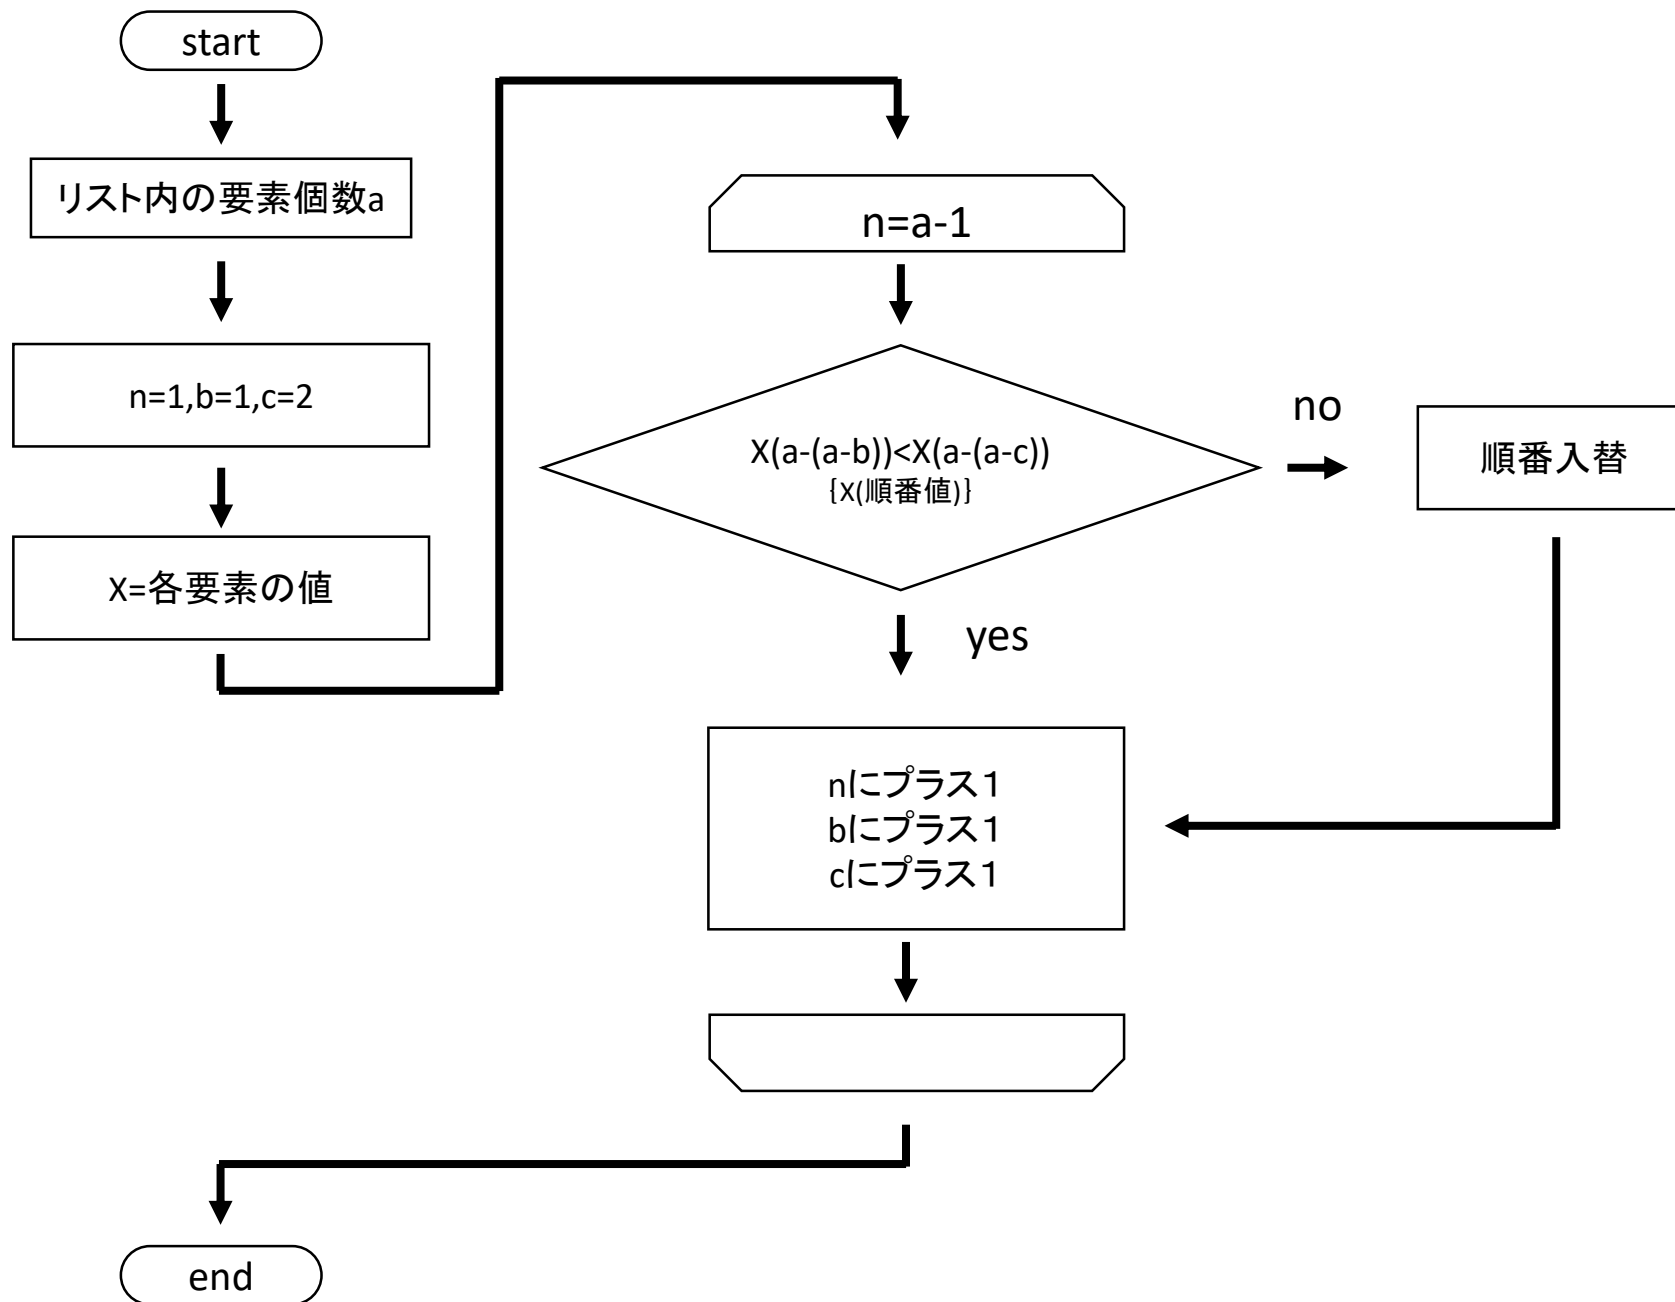 start
リスト内の要素個数a
n=1,b=1,c=2
X=各要素の値
n=a-1
X(a-(a-b))<X(a-(a-c))
{X(順番値)}
no
順番入替
yes
nにプラス１
bにプラス１
cにプラス１
end